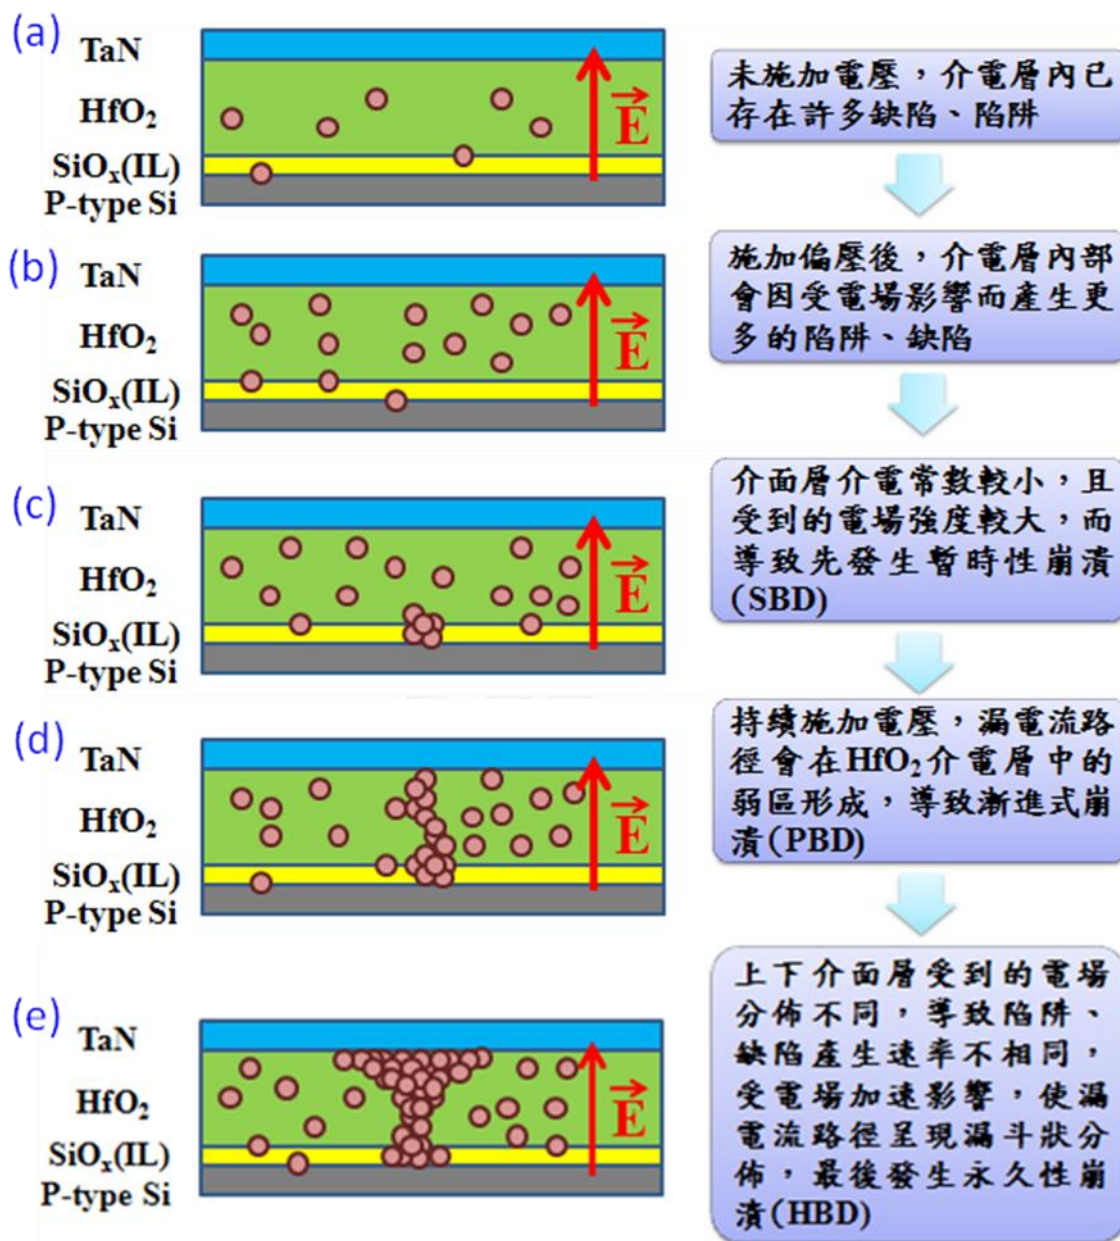 (a)
TaN
HfO₂
SiOₓ(IL)
P-type Si
E
未施加電壓，介電層內已
存在許多缺陷、陷阱
(b)
TaN
HfO₂
SiOₓ(IL)
P-type Si
E
施加偏壓後，介電層內部
會因受電場影響而產生更
多的陷阱、缺陷
(c)
TaN
HfO₂
SiOₓ(IL)
P-type Si
E
介面層介電常數較小，且
受到的電場強度較大，而
導致先發生暫時性崩潰
(SBD)
(d)
TaN
HfO₂
SiOₓ(IL)
P-type Si
E
持續施加電壓，漏電流路
徑會在HfO₂介電層中的
弱區形成，導致漸進式崩
潰(PBD)
(e)
TaN
HfO₂
SiOₓ(IL)
P-type Si
E
上下介面層受到的電場
分佈不同，導致陷阱、
缺陷產生速率不相同，
受電場加速影響，使漏
電流路徑呈現漏斗狀分
佈，最後發生永久性崩
潰(HBD)